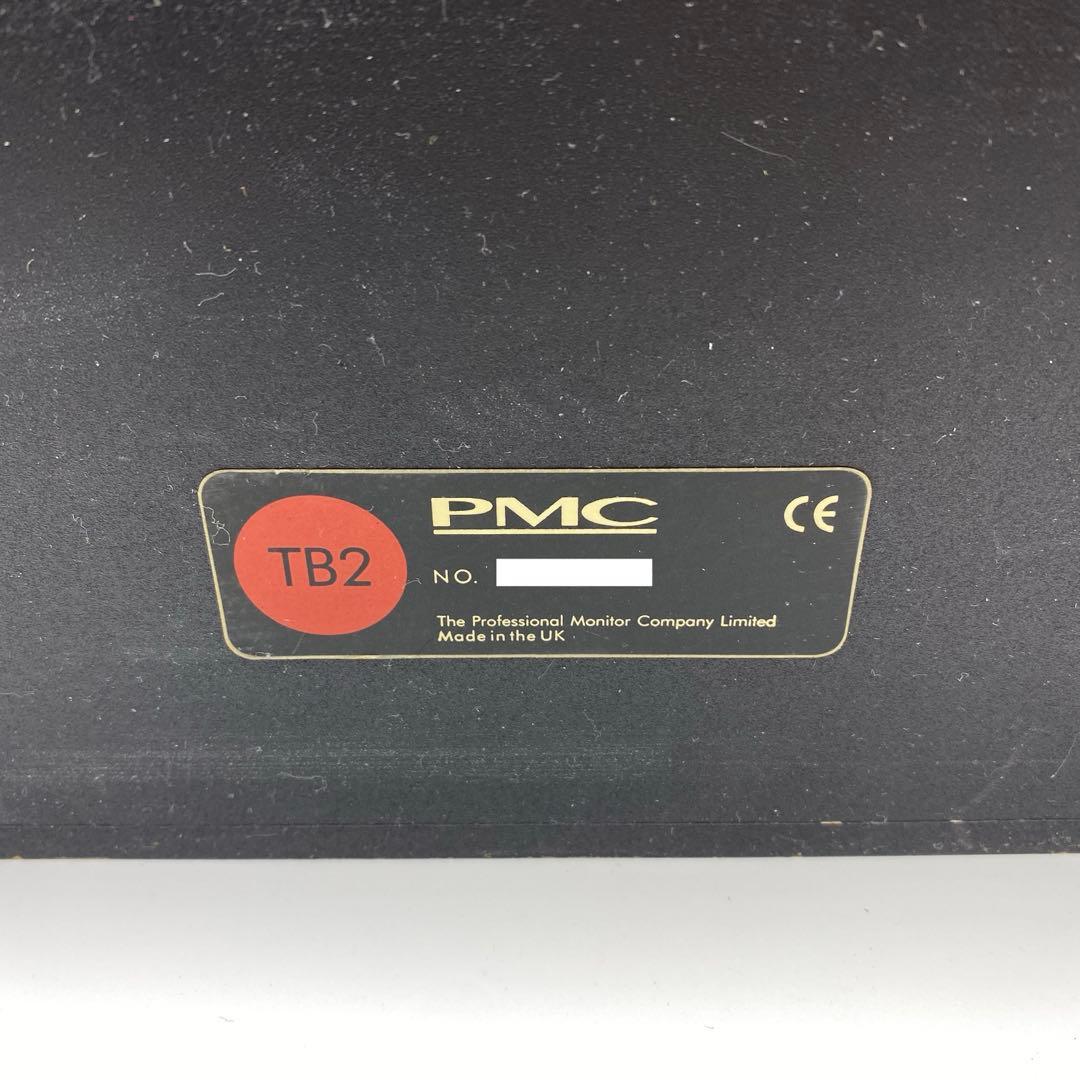 TB2
PMC
CE
NO.
The Professional Monitor Company Limited
Made in the UK